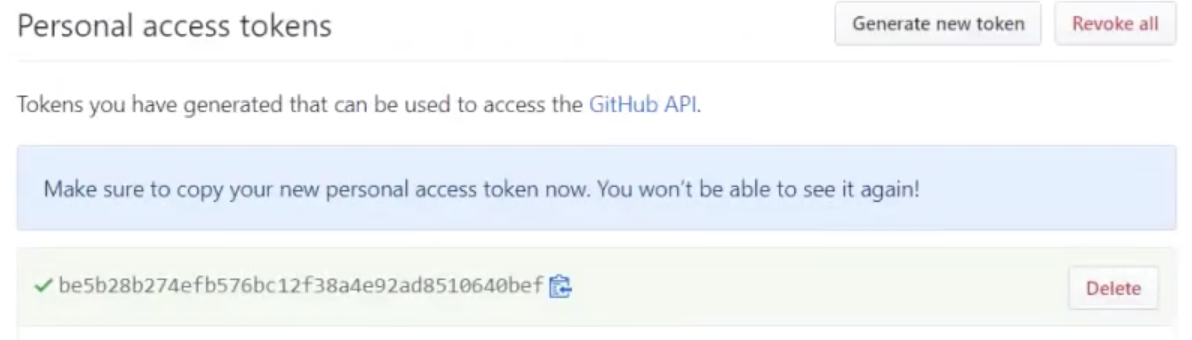 Personal access tokens
Generate new token
Revoke all
Tokens you have generated that can be used to access the GitHub API.
Make sure to copy your new personal access token now. You won't be able to see it again!
be5b28b274efb576bc12f38a4e92ad8510640bef
Delete